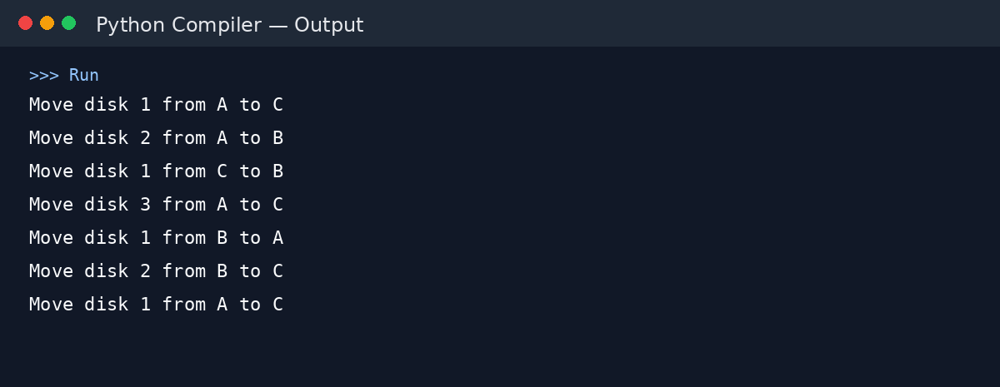 Python Compiler — Output
>>> Run
Move disk 1 from A to C
Move disk 2 from A to B
Move disk 1 from C to B
Move disk 3 from A to C
Move disk 1 from B to A
Move disk 2 from B to C
Move disk 1 from A to C